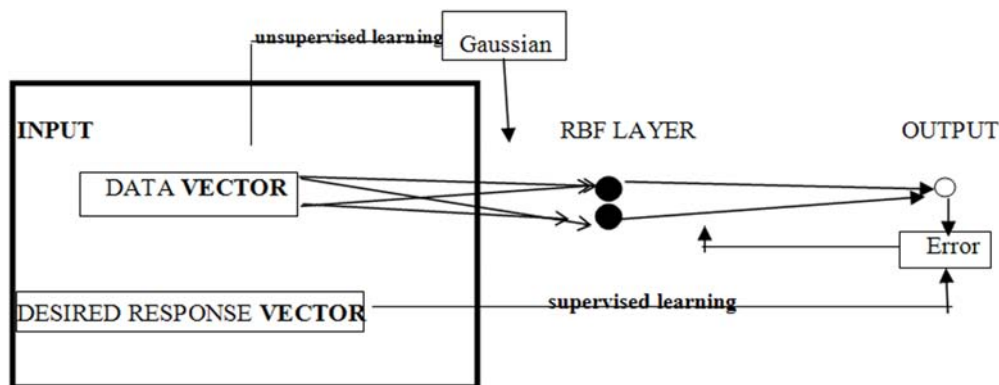 unsupervised learning
Gaussian
INPUT
RBF LAYER
OUTPUT
DATA VECTOR
Error
DESIRED RESPONSE VECTOR
supervised learning